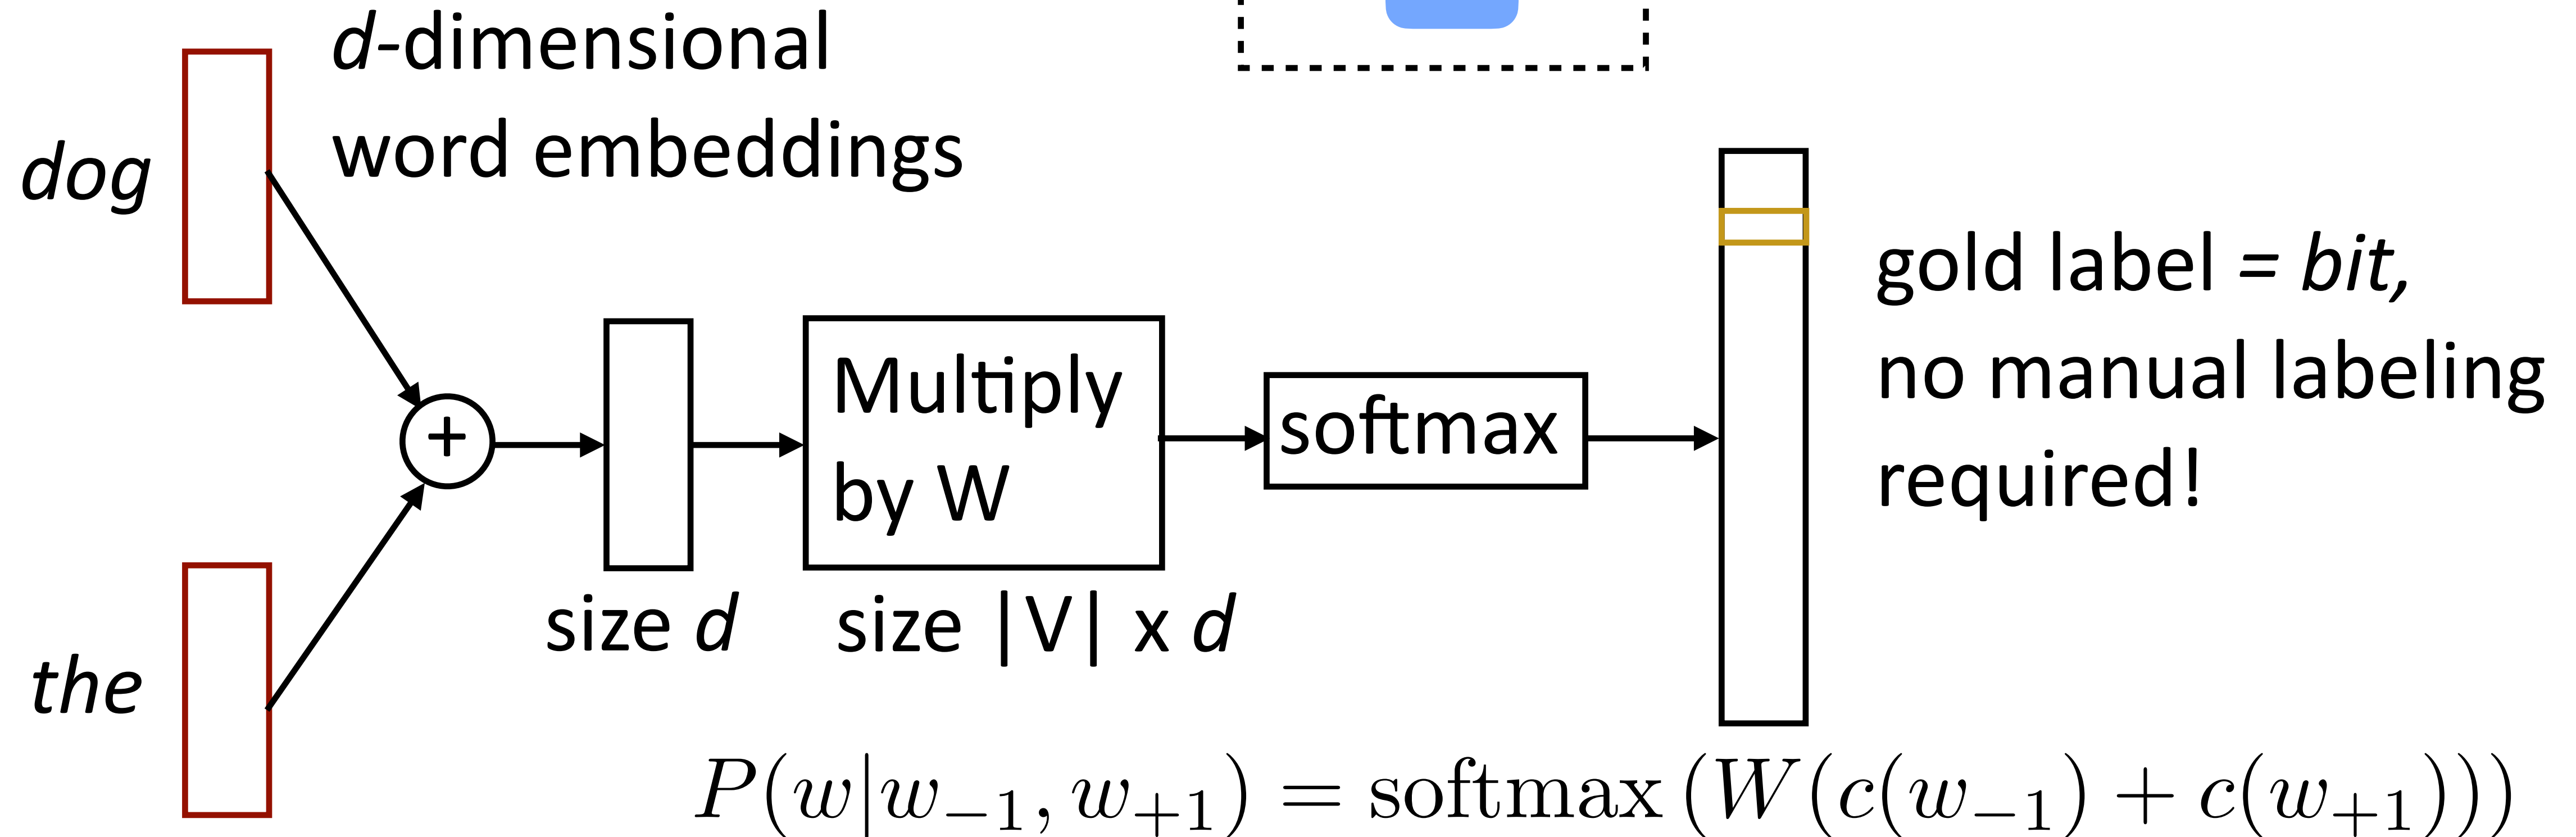 d-dimensional
word embeddings
dog
the
+
size d
Multiply
by W
size |V| x d
softmax
gold label = bit,
no manual labeling
required!
P(w|w₋₁, w₊₁) = softmax (W(c(w₋₁) + c(w₊₁)))